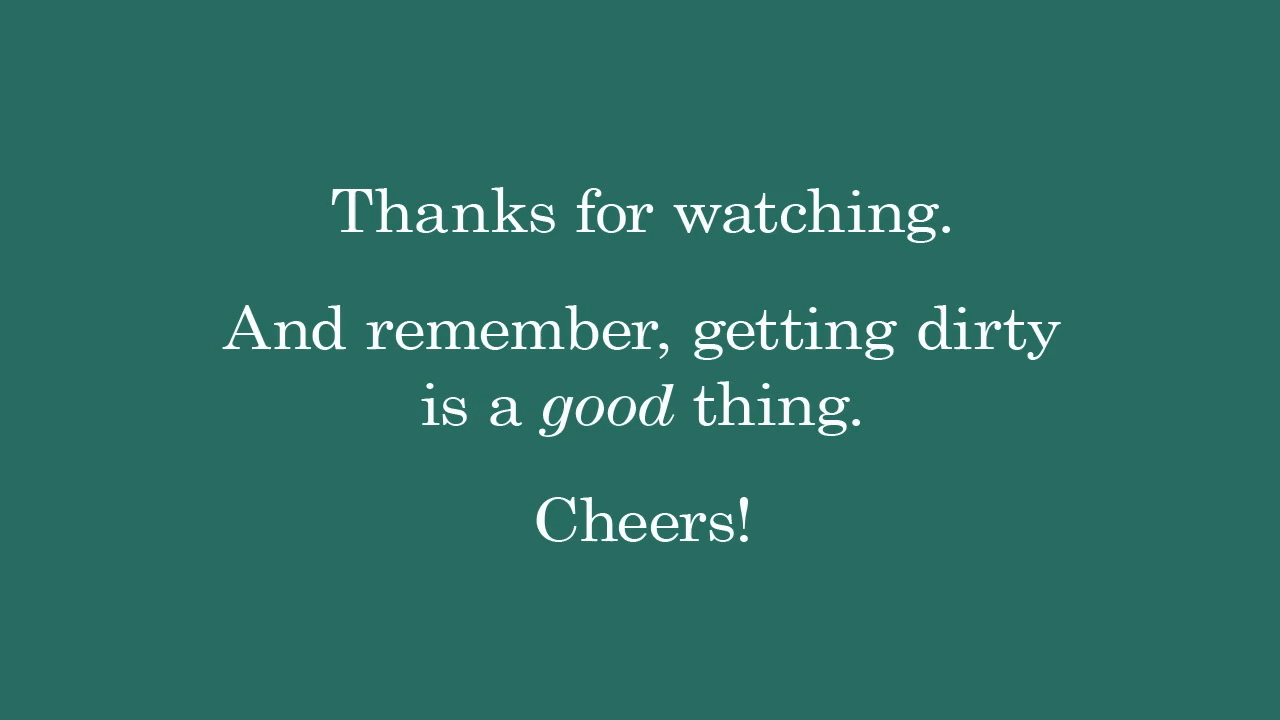 Thanks for watching.
And remember, getting dirty
is a good thing.
Cheers!